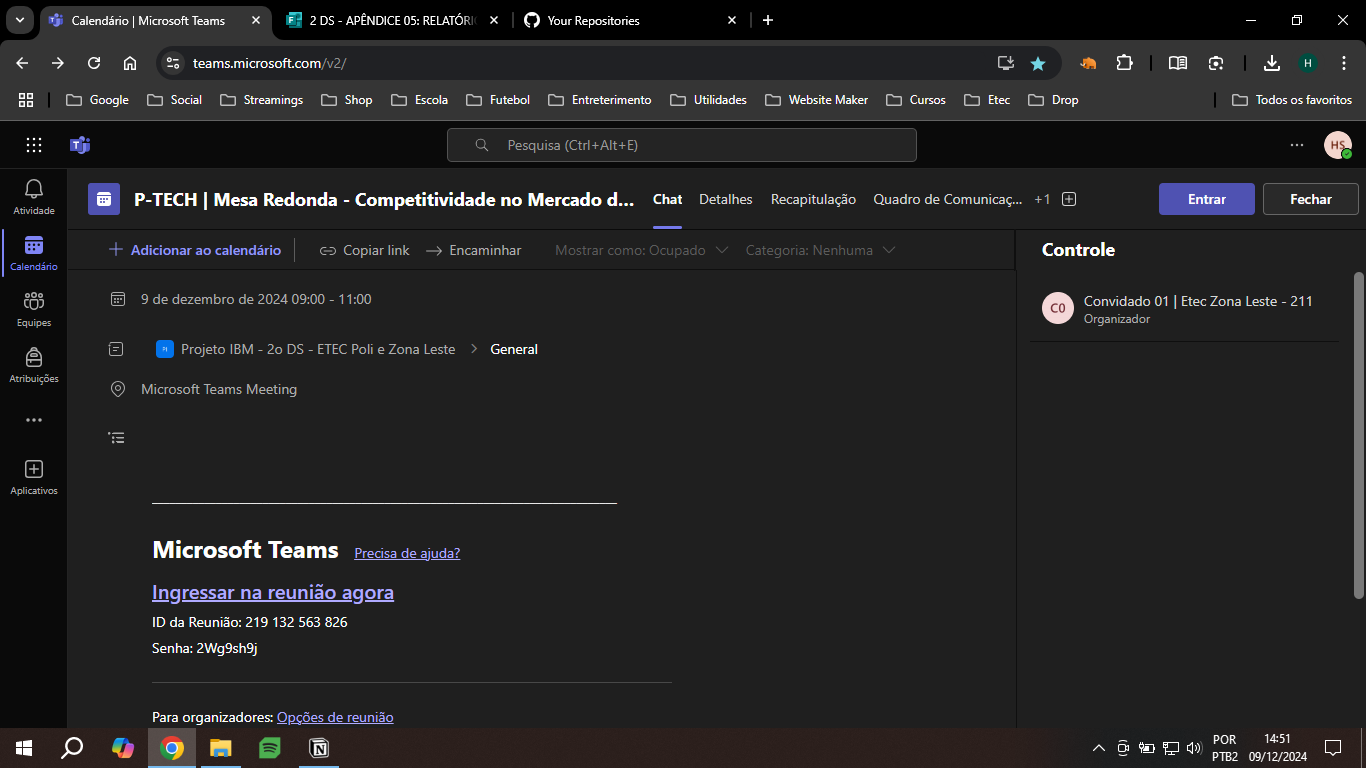 Calendário | Microsoft Teams
2 DS - APÊNDICE 05: RELATÓRI
Your Repositories
teams.microsoft.com/v2/
H
Google
Social
Streamings
Shop
Escola
Futebol
Entreterimento
Utilidades
Website Maker
Cursos
Etec
Drop
Todos os favoritos
Pesquisa (Ctrl+Alt+E)
HS
Atividade
Calendário
Equipes
Atribuições
Aplicativos
P-TECH | Mesa Redonda - Competitividade no Mercado d...
Chat
Detalhes
Recapitulação
Quadro de Comunicaç...
+1
Entrar
Fechar
Adicionar ao calendário
Copiar link
Encaminhar
Mostrar como: Ocupado
Categoria: Nenhuma
9 de dezembro de 2024 09:00 - 11:00
Projeto IBM - 2o DS - ETEC Poli e Zona Leste
General
Microsoft Teams Meeting
Microsoft Teams
Precisa de ajuda?
Ingressar na reunião agora
ID da Reunião: 219 132 563 826
Senha: 2Wg9sh9j
Para organizadores: Opções de reunião
Controle
C0
Convidado 01 | Etec Zona Leste - 211
Organizador
POR
PTB2
14:51
09/12/2024